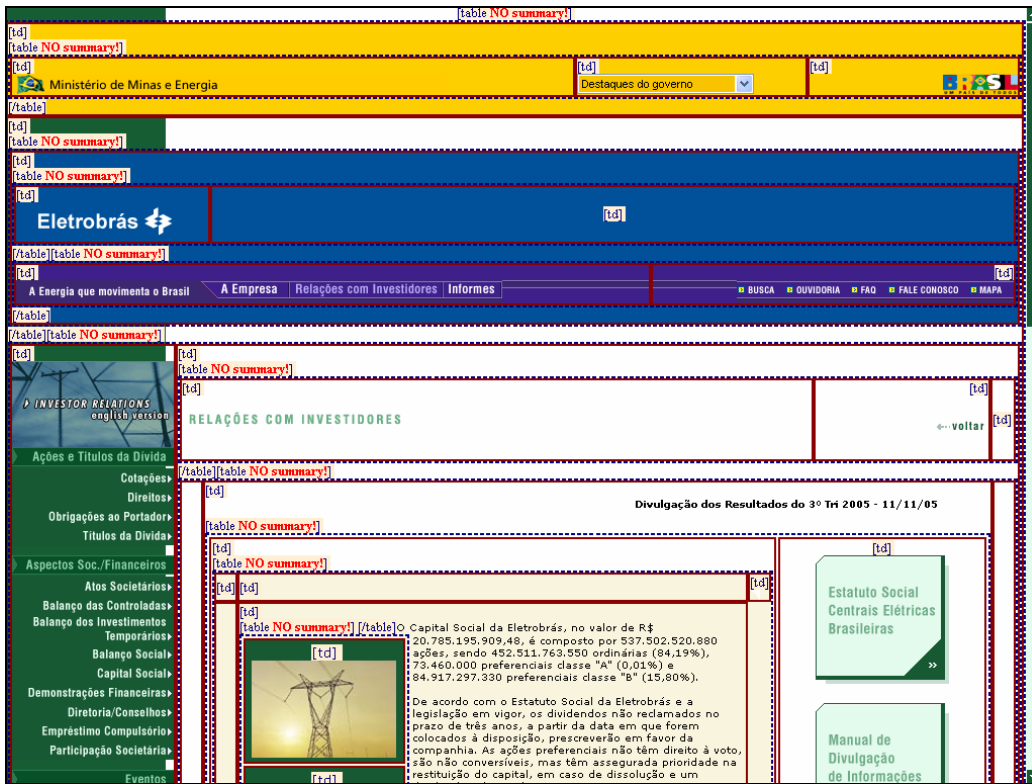 [table NO summary!]
[td]
[table NO summary!]
[td] [td] [td]
Ministério de Minas e Energia Destaques do governo BRASIL
UM PAÍS DE TODOS
[/table]
[td]
[table NO summary!]
[td]
[table NO summary!]
[td] [td]
Eletrobrás
[/table][table NO summary!]
[td] [td]
A Energia que movimenta o Brasil A Empresa Relações com Investidores Informes BUSCA OUVIDORIA FAQ FALE CONOSCO MAPA
[/table]
[/table][table NO summary!]
[td]
INVESTOR RELATIONS
english version
Ações e Títulos da Dívida
Cotações
Direitos
Obrigações ao Portador
Títulos da Dívida
Aspectos Soc./Financeiros
Atos Societários
Balanço das Controladas
Balanço dos Investimentos
Temporários
Balanço Social
Capital Social
Demonstrações Financeiras
Diretoria/Conselhos
Empréstimo Compulsório
Participação Societária
Eventos
[td]
[table NO summary!]
[td] [td]
RELAÇÕES COM INVESTIDORES voltar [td]
[/table][table NO summary!]
[td]
Divulgação dos Resultados do 3º Tri 2005 - 11/11/05
[table NO summary!]
[td]
[table NO summary!]
[td] [td] [td]
[td]
[table NO summary!] [/table]O Capital Social da Eletrobrás, no valor de R$
20.785.195.909,48, é composto por 537.502.520.880
ações, sendo 452.511.763.550 ordinárias (84,19%),
73.460.000 preferenciais classe "A" (0,01%) e
84.917.297.330 preferenciais classe "B" (15,80%).
[td]
De acordo com o Estatuto Social da Eletrobrás e a
legislação em vigor, os dividendos não reclamados no
prazo de três anos, a partir da data em que forem
colocados à disposição, prescreverão em favor da
companhia. As ações preferenciais não têm direito à voto,
são não conversíveis, mas têm assegurada prioridade na
restituição do capital, em caso de dissolução e um
[td]
[td]
Estatuto Social
Centrais Elétricas
Brasileiras
»
Manual de
Divulgação
de Informações